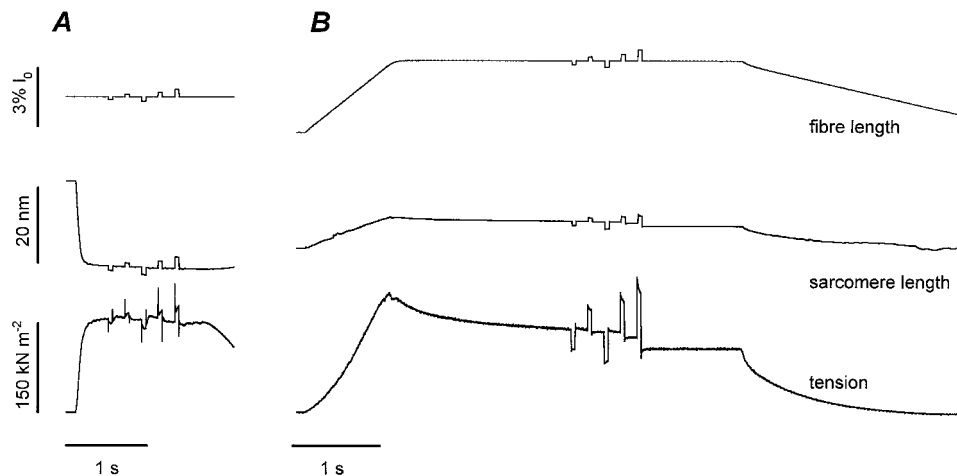 A
B
3% l₀
fibre length
20 nm
sarcomere length
150 kN m⁻²
tension
1 s
1 s